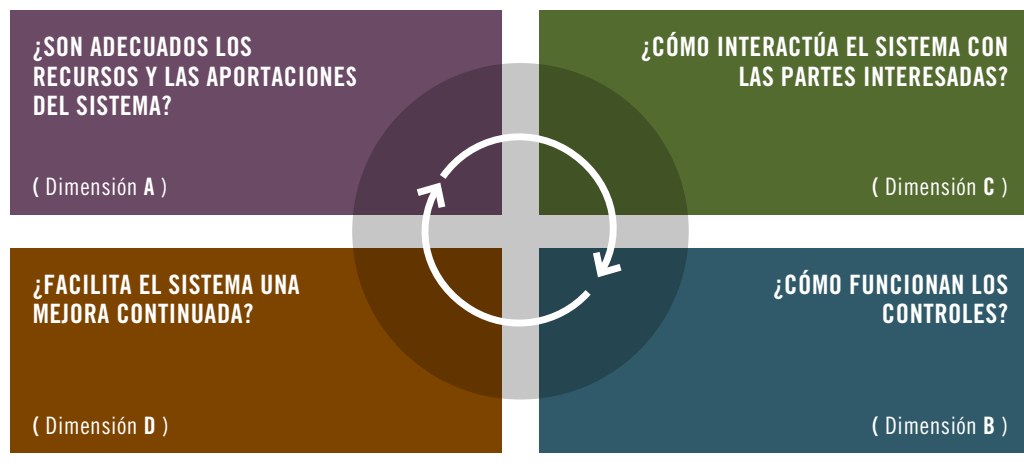 ¿SON ADECUADOS LOS
RECURSOS Y LAS APORTACIONES
DEL SISTEMA?
( Dimensión A )
¿CÓMO INTERACTÚA EL SISTEMA CON
LAS PARTES INTERESADAS?
( Dimensión C )
¿FACILITA EL SISTEMA UNA
MEJORA CONTINUADA?
( Dimensión D )
¿CÓMO FUNCIONAN LOS
CONTROLES?
( Dimensión B )